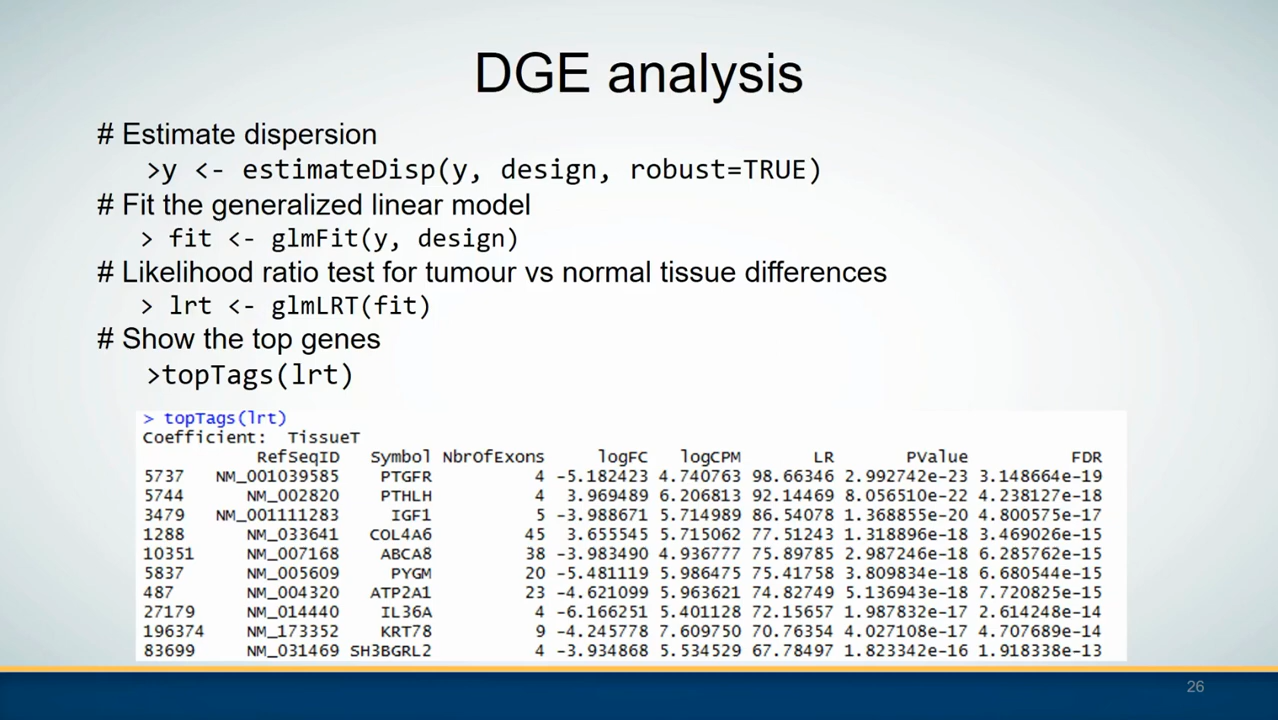 DGE analysis
# Estimate dispersion
>y <- estimateDisp(y, design, robust=TRUE)
# Fit the generalized linear model
> fit <- glmFit(y, design)
# Likelihood ratio test for tumour vs normal tissue differences
> lrt <- glmLRT(fit)
# Show the top genes
>topTags(lrt)
> topTags(lrt)
Coefficient: TissueT
RefSeqID Symbol NbrofExons logFC logCPM LR PValue FDR
5737 NM_001039585 PTGFR 4 -5.182423 4.740763 98.66346 2.992742e-23 3.148664e-19
5744 NM_002820 PTHLH 4 3.969489 6.206813 92.14469 8.056510e-22 4.238127e-18
3479 NM_001111283 IGF1 5 -3.988671 5.714989 86.54078 1.368855e-20 4.800575e-17
1288 NM_033641 COL4A6 45 3.655545 5.715062 77.51243 1.318896e-18 3.469026e-15
10351 NM_007168 ABCA8 38 -3.983490 4.936777 75.89785 2.987246e-18 6.285762e-15
5837 NM_005609 PYGM 20 -5.481119 5.986475 75.41758 3.809834e-18 6.680544e-15
487 NM_004320 ATP2A1 23 -4.621099 5.963621 74.82749 5.136943e-18 7.720825e-15
27179 NM_014440 IL36A 4 -6.166251 5.401128 72.15657 1.987832e-17 2.614248e-14
196374 NM_173352 KRT78 9 -4.245778 7.609750 70.76354 4.027108e-17 4.707689e-14
83699 NM_031469 SH3BGRL2 4 -3.934868 5.534529 67.78497 1.823342e-16 1.918338e-13
26